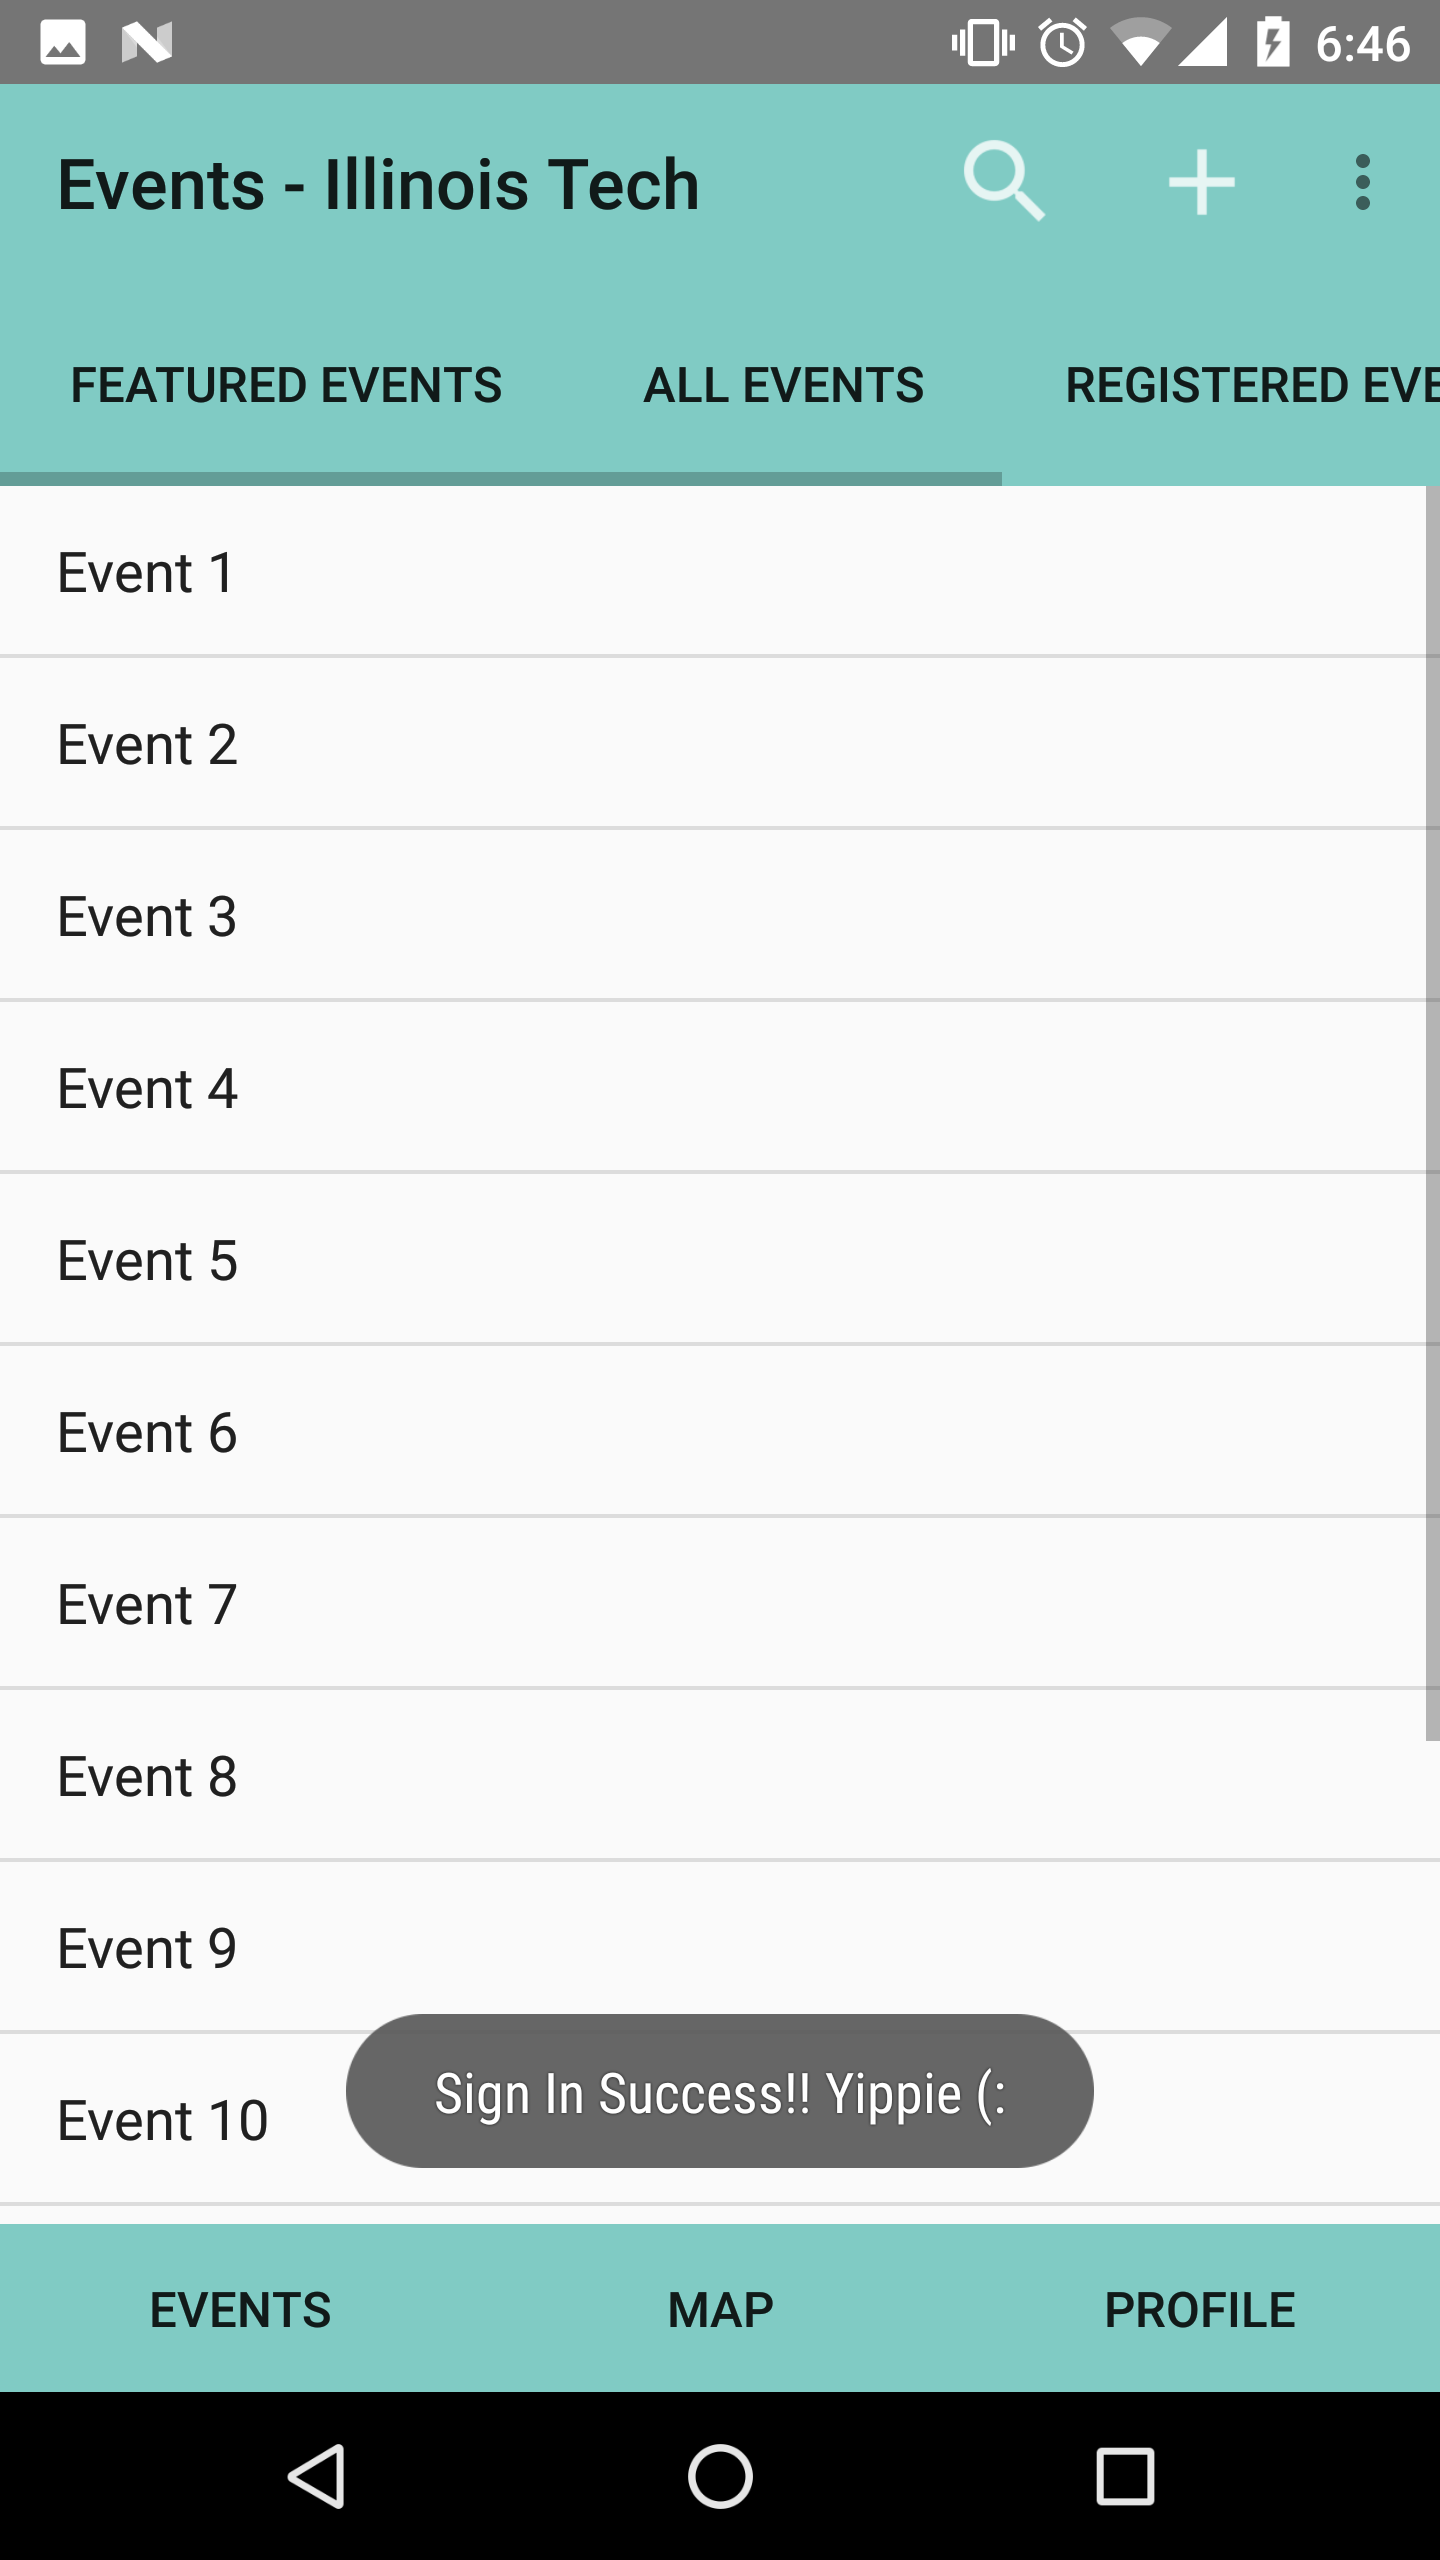 6:46
Events - Illinois Tech
FEATURED EVENTS ALL EVENTS REGISTERED EVE
Event 1
Event 2
Event 3
Event 4
Event 5
Event 6
Event 7
Event 8
Event 9
Event 10
Sign In Success!! Yippie (:
EVENTS MAP PROFILE